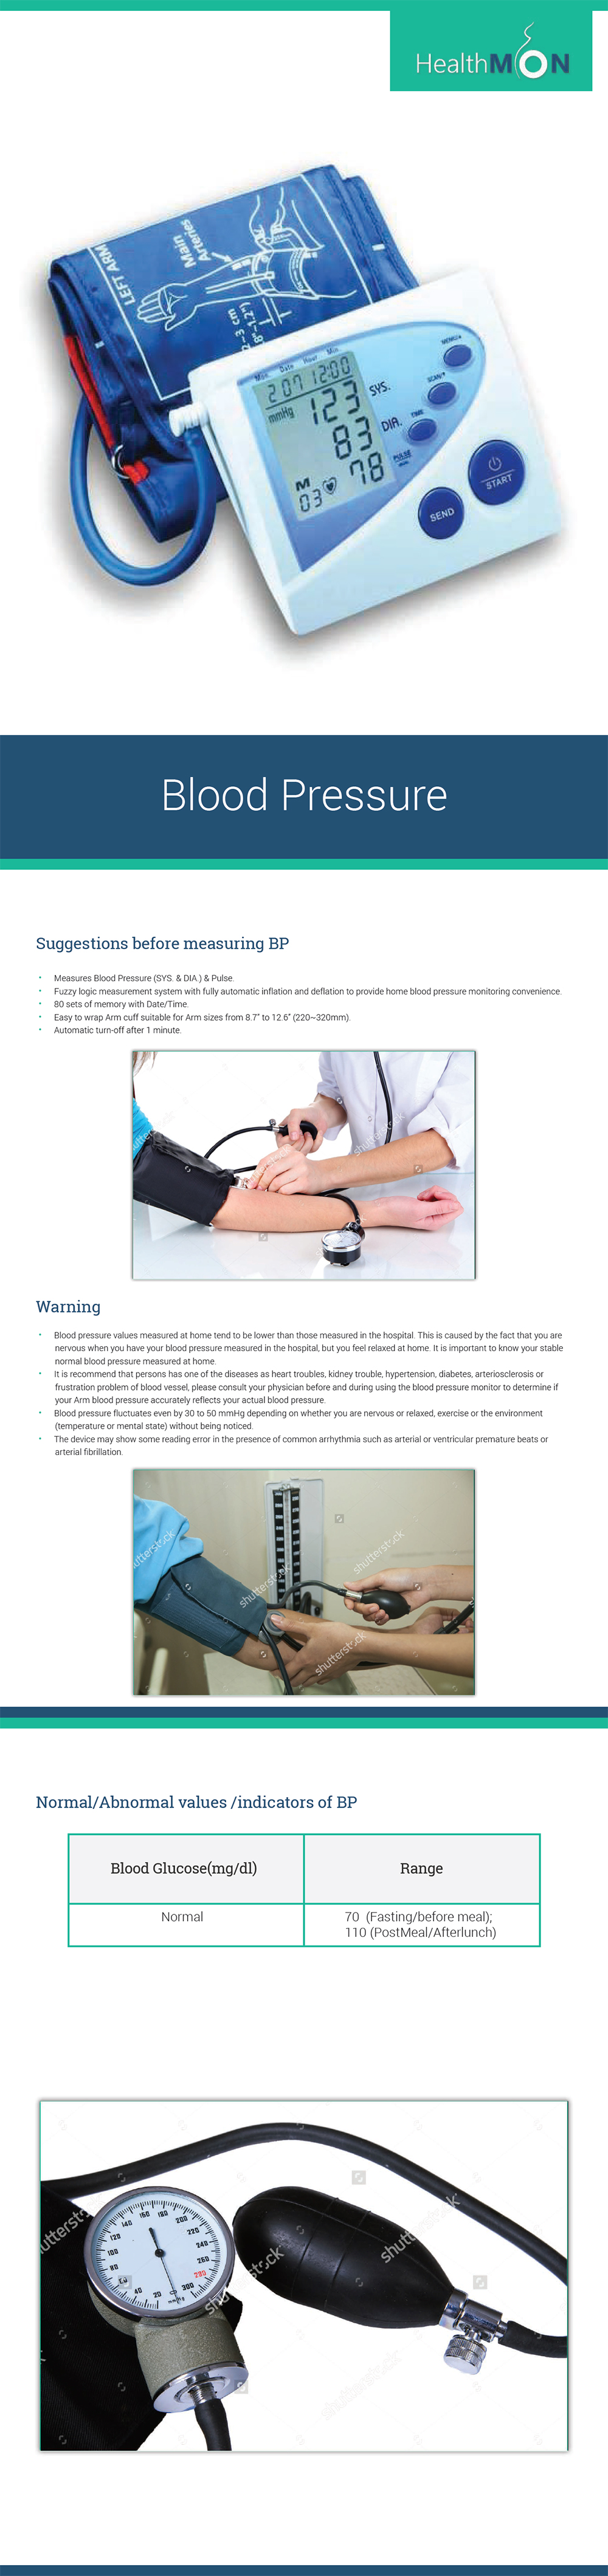 HealthMON
LEFT ARM
Main
Arteries
Mon. Date Hour Min.
2 07 12:00
mmHg
123
SYS.
83
DIA.
78
PULSE
M
03
MENU/▲
SCAN/▼
TIME
START
SEND
Blood Pressure
Suggestions before measuring BP
• Measures Blood Pressure (SYS. & DIA.) & Pulse.
• Fuzzy logic measurement system with fully automatic inflation and deflation to provide home blood pressure monitoring convenience.
• 80 sets of memory with Date/Time.
• Easy to wrap Arm cuff suitable for Arm sizes from 8.7" to 12.6" (220~320mm).
• Automatic turn-off after 1 minute.
shutterstock
shutterstock
Warning
• Blood pressure values measured at home tend to be lower than those measured in the hospital. This is caused by the fact that you are
nervous when you have your blood pressure measured in the hospital, but you feel relaxed at home. It is important to know your stable
normal blood pressure measured at home.
• It is recommend that persons has one of the diseases as heart troubles, kidney trouble, hypertension, diabetes, arteriosclerosis or
frustration problem of blood vessel, please consult your physician before and during using the blood pressure monitor to determine if
your Arm blood pressure accurately reflects your actual blood pressure.
• Blood pressure fluctuates even by 30 to 50 mmHg depending on whether you are nervous or relaxed, exercise or the environment
(temperature or mental state) without being noticed.
• The device may show some reading error in the presence of common arrhythmia such as arterial or ventricular premature beats or
arterial fibrillation.
shutterstock
shutterstock
shutterstock
shutterstock
Normal/Abnormal values /indicators of BP
Blood Glucose(mg/dl) Range
Normal 70 (Fasting/before meal);
110 (PostMeal/Afterlunch)
shutterstock
shutterstock
shutterstock
20
40
80
100
120
140
160
180
200
220
240
260
280
300
mmHg